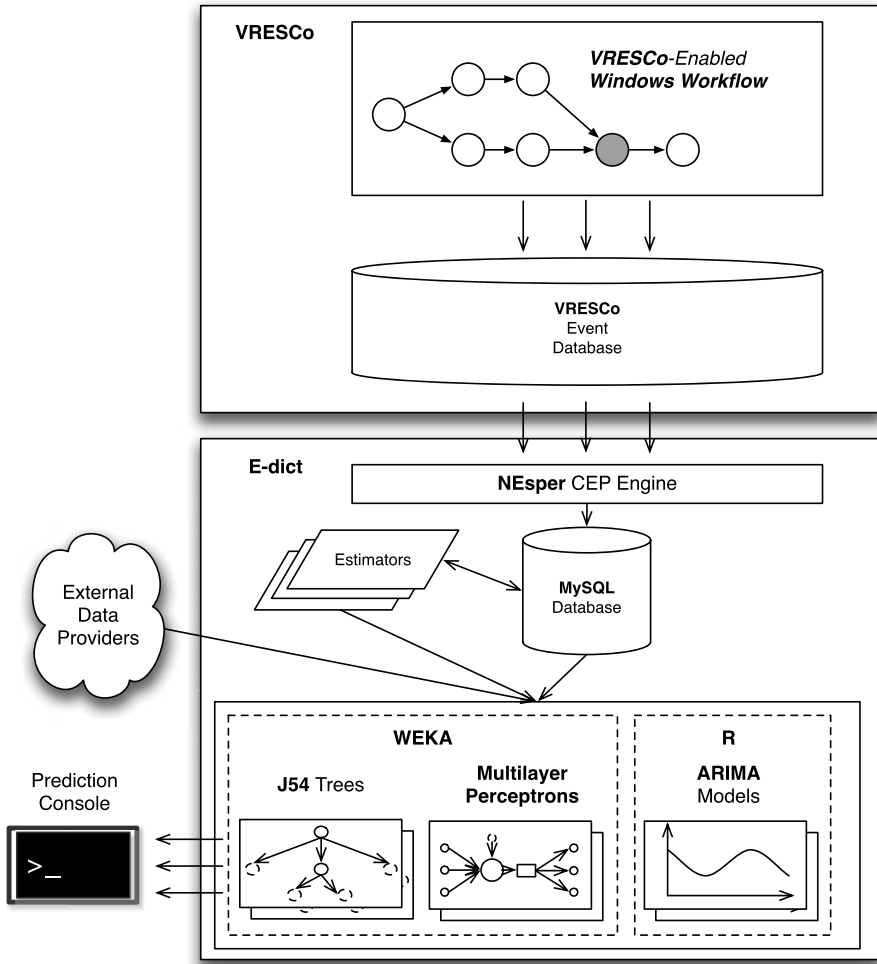 VRESCo
VRESCo-Enabled
Windows Workflow
VRESCo
Event
Database
E-dict
NEsper CEP Engine
Estimators
MySQL
Database
External
Data
Providers
WEKA
R
J54 Trees
Multilayer
Perceptrons
ARIMA
Models
Prediction
Console
>_